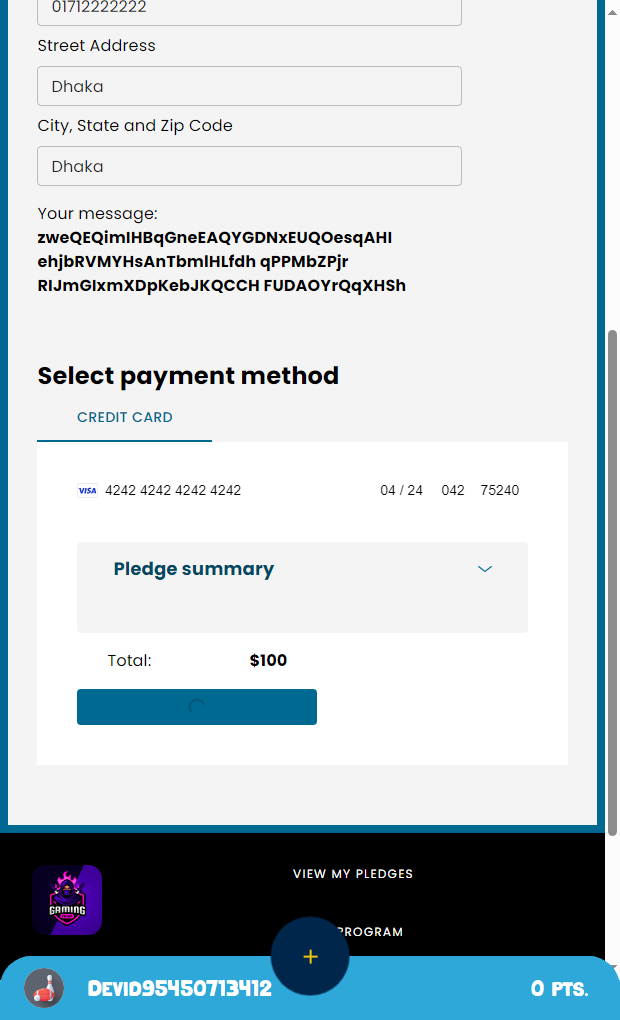 01712222222
Street Address
Dhaka
City, State and Zip Code
Dhaka
Your message:
zweQEQimIHBqGneEAQYGDNxEUQOesqAHI
ehjbRVMYHsAnTbmlHLfdh qPPMbZPjr
RIJmGIxmXDpKebJKQCCH FUDAOYrQqXHSh
Select payment method
CREDIT CARD
VISA 4242 4242 4242 4242 04 / 24 042 75240
Pledge summary
Total: $100
VIEW MY PLEDGES
GAMING
PROGRAM
+
Devid95450713412 0 PTS.